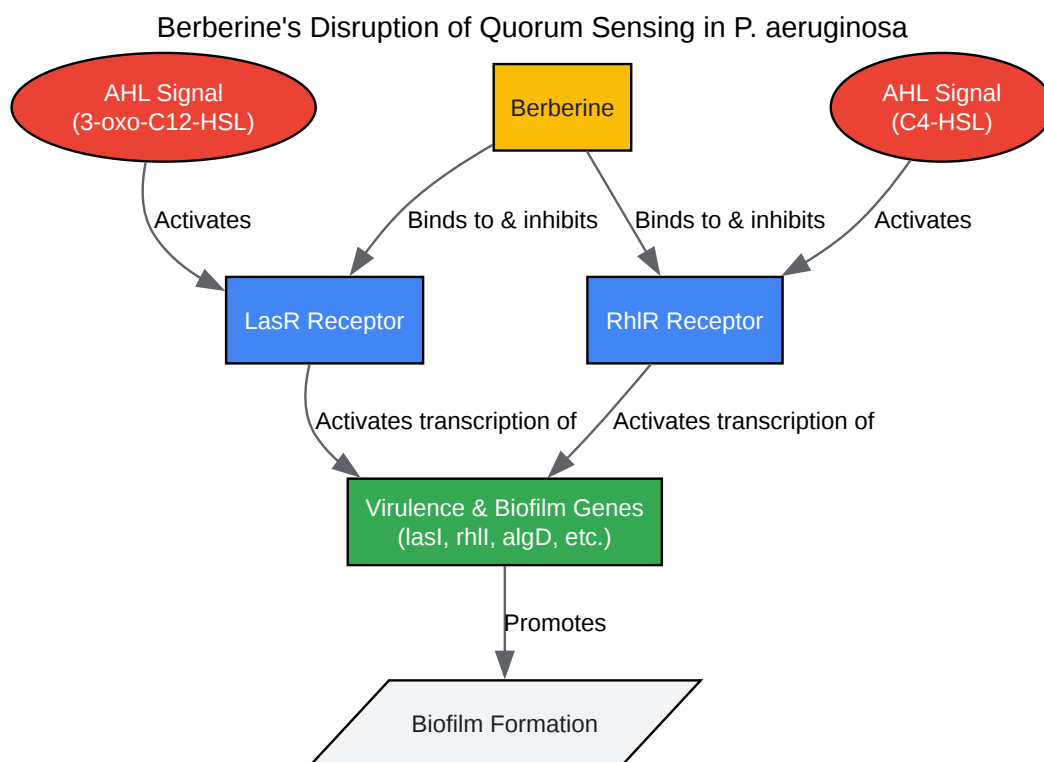 Berberine's Disruption of Quorum Sensing in P. aeruginosa
AHL Signal
(3-oxo-C12-HSL)
Berberine
AHL Signal
(C4-HSL)
Activates
Binds to & inhibits
Binds to & inhibits
Activates
LasR Receptor
RhlR Receptor
Activates transcription of
Activates transcription of
Virulence & Biofilm Genes
(lasI, rhlI, algD, etc.)
Promotes
Biofilm Formation